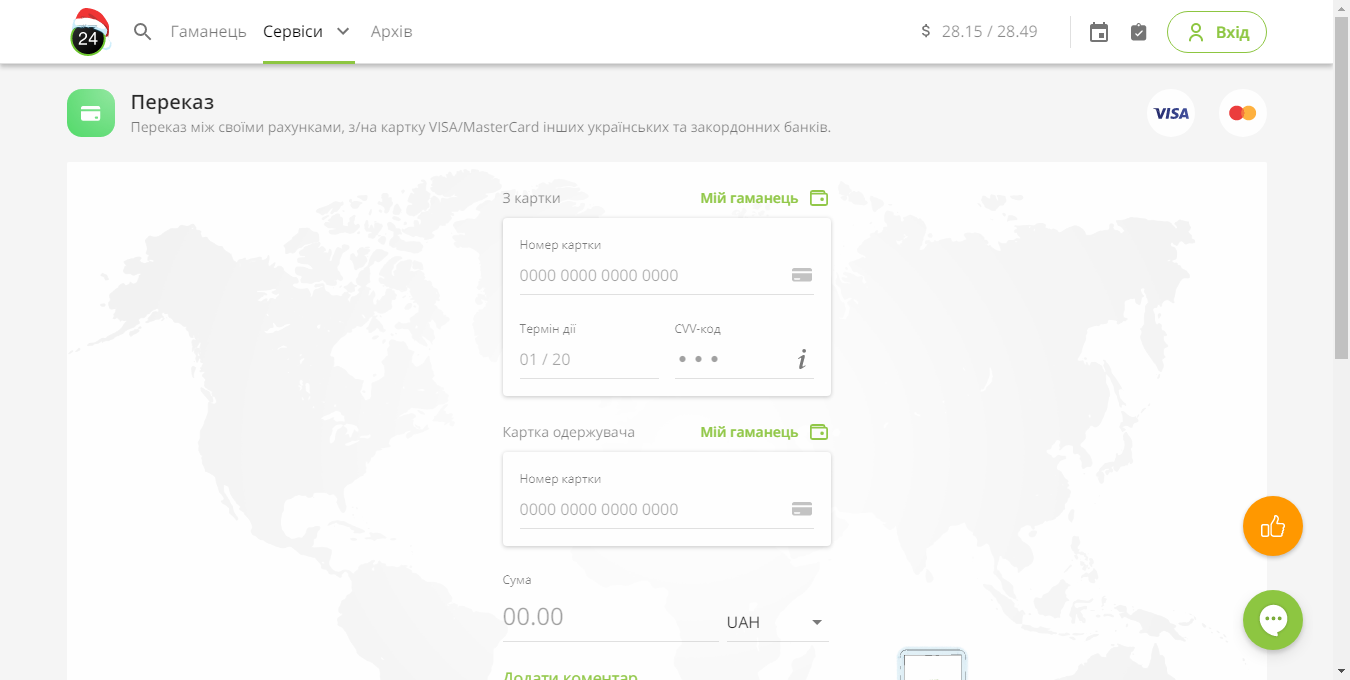 24
Гаманець Сервіси Архів
$ 28.15 / 28.49
Вхід
Переказ
Переказ між своїми рахунками, з/на картку VISA/MasterCard інших українських та закордонних банків.
VISA
З картки Мій гаманець
Номер картки
0000 0000 0000 0000
Термін дії CVV-код
01 / 20 • • • i
Картка одержувача Мій гаманець
Номер картки
0000 0000 0000 0000
Сума
00.00 UAH
Додати коментар